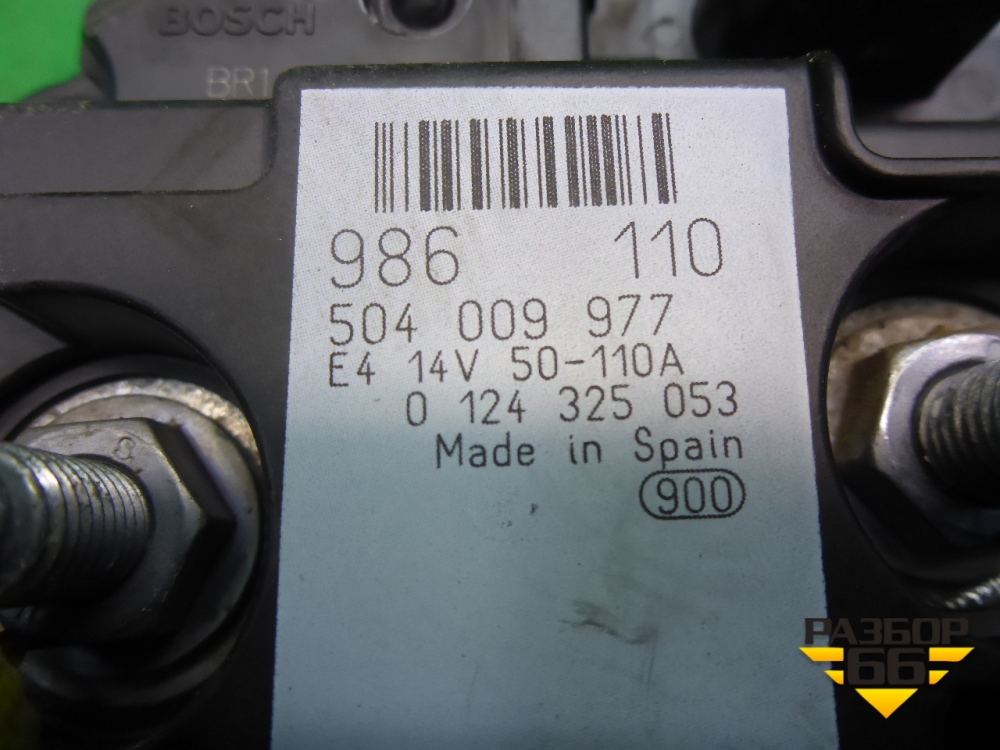 BOSCH
BR1
986 110
504 009 977
E4 14V 50-110A
0 124 325 053
Made in Spain
900
РАЗБОР
66